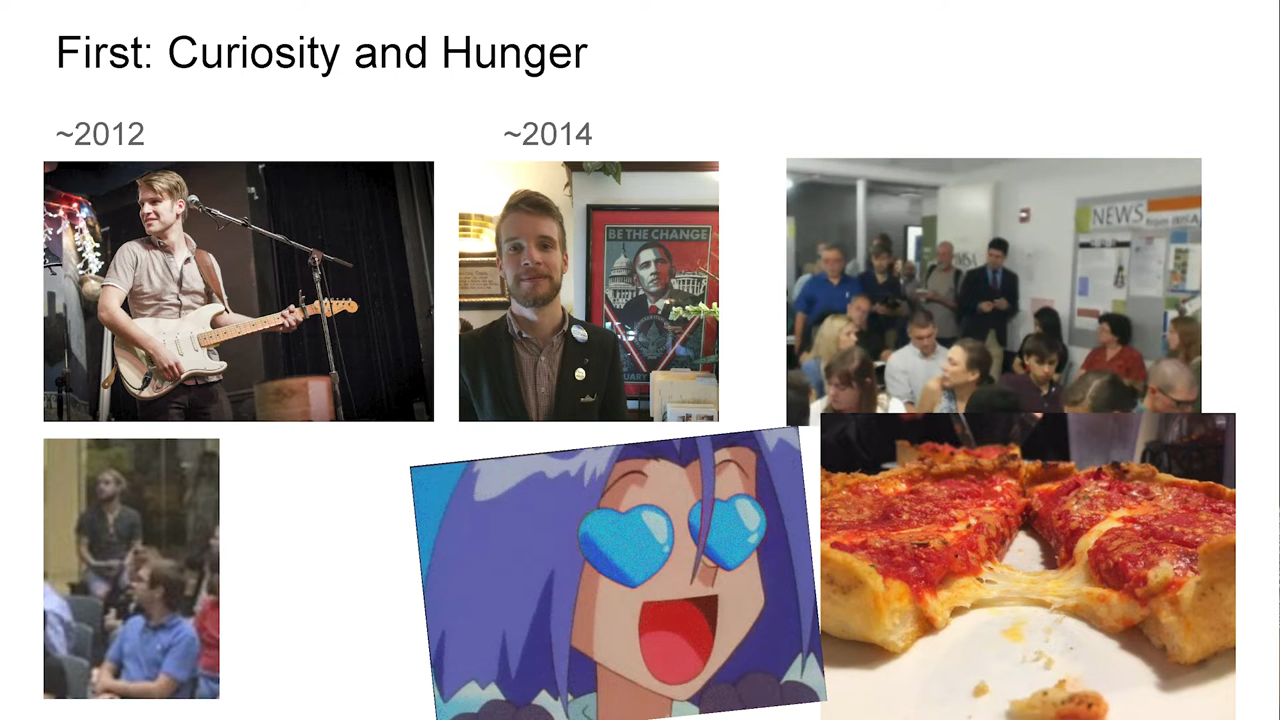 First: Curiosity and Hunger
~2012
~2014
BE THE CHANGE
NEWS